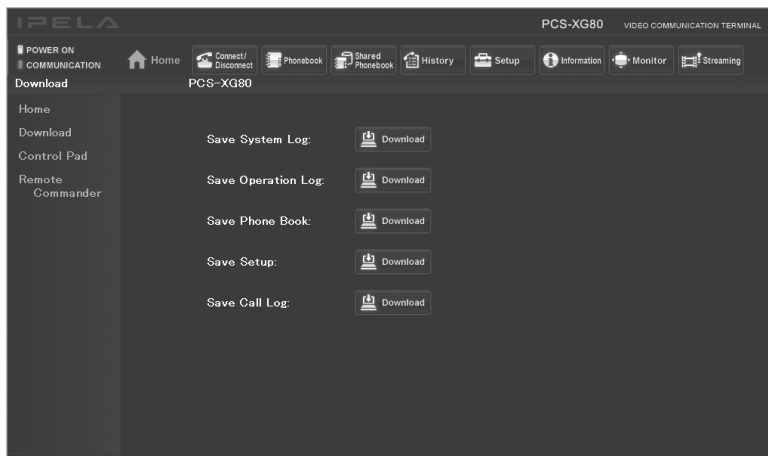 IPELA
PCS-XG80 VIDEO COMMUNICATION TERMINAL
POWER ON
COMMUNICATION
Home
Connect/
Disconnect
Phonebook
Shared
Phonebook
History
Setup
Information
Monitor
Streaming
Download PCS-XG80
Home
Download
Control Pad
Remote
Commander
Save System Log: Download
Save Operation Log: Download
Save Phone Book: Download
Save Setup: Download
Save Call Log: Download